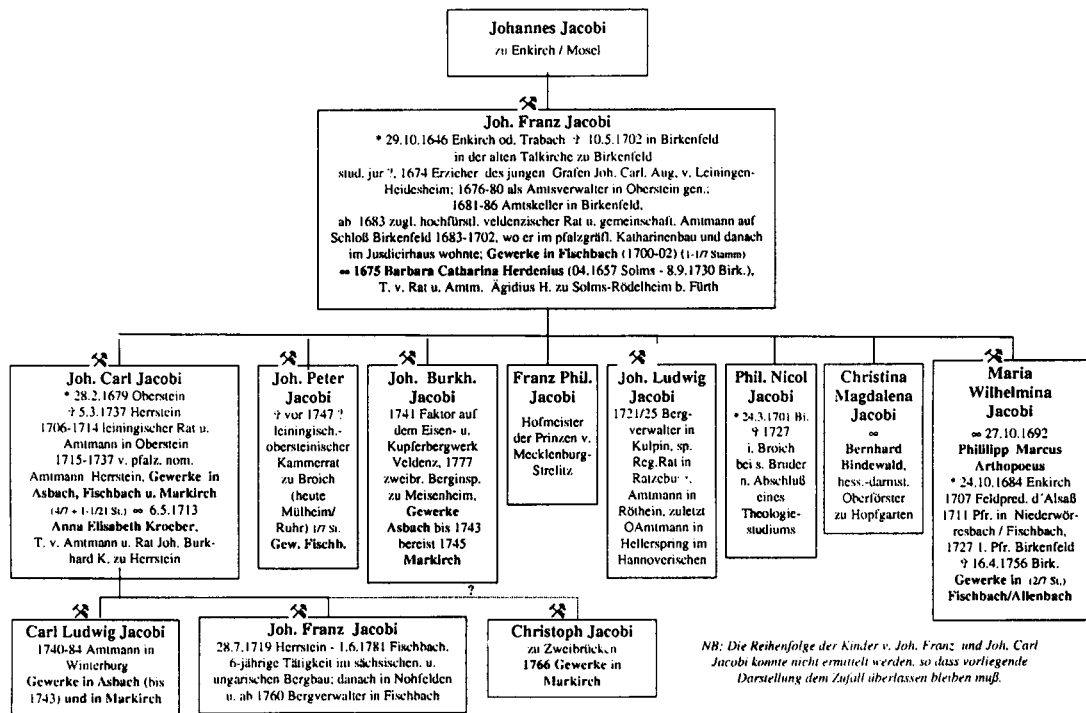 Johannes Jacobi
zu Enkirch / Mosel
Joh. Franz Jacobi
* 29.10.1646 Enkirch od. Trabach ✝ 10.5.1702 in Birkenfeld
in der alten Talkirche zu Birkenfeld
stud. jur ?, 1674 Erzieher des jungen Grafen Joh. Carl. Aug. v. Leiningen-
Heidesheim; 1676-80 als Amtsverwalter in Oberstein gen.;
1681-86 Amtskeller in Birkenfeld,
ab 1683 zugl. hochfürstl. veldenzischer Rat u. gemeinschaft. Amtmann auf
Schloß Birkenfeld 1683-1702, wo er im pfalzgräfl. Katharinenbau und danach
im Jusdicirhaus wohnte; Gewerke in Fischbach (1700-02) (1-1/7 Stamm)
∞ 1675 Barbara Catharina Herdenius (04.1657 Solms - 8.9.1730 Birk.),
T. v. Rat u. Amtm. Ägidius H. zu Solms-Rödelheim b. Fürth
Joh. Carl Jacobi
* 28.2.1679 Oberstein
✝ 5.3.1737 Herrstein
1706-1714 leiningischer Rat u.
Amtmann in Oberstein
1715-1737 v. pfalz. nom.
Amtmann Herrstein, Gewerke in
Asbach, Fischbach u. Markirch
(4/7 + 1-1/21 St.) ∞ 6.5.1713
Anna Elisabeth Kroeber,
T. v. Amtmann u. Rat Joh. Burk-
hard K. zu Herrstein
Joh. Peter
Jacobi
✝ vor 1747 ?
leiningisch.-
obersteinischer
Kammerrat
zu Broich
(heute
Mülheim/
Ruhr) 1/7 St.
Gew. Fischb.
Joh. Burkh.
Jacobi
1741 Faktor auf
dem Eisen- u.
Kupferbergwerk
Veldenz, 1777
zweibr. Berginsp.
zu Meisenheim,
Gewerke
Asbach bis 1743
bereist 1745
Markirch
Franz Phil.
Jacobi
Hofmeister
der Prinzen v.
Mecklenburg-
Strelitz
Joh. Ludwig
Jacobi
1721/25 Berg-
verwalter in
Kulpin, sp.
Reg.Rat in
Amtmann in
Röthein, zuletzt
OAmtmann in
Hellerspring im
Hannoverischen
Phil. Nicol
Jacobi
* 24.3.1701 Bi.
✝ 1727
i. Broich
bei s. Bruder
n. Abschluß
eines
Theologie-
studiums
Christina
Magdalena
Jacobi
∞
Bernhard
Bindewald,
hess.-darmst.
Oberförster
zu Hopfgarten
Maria
Wilhelmina
Jacobi
∞ 27.10.1692
Phililipp Marcus
Arthopoeus
* 24.10.1684 Enkirch
1707 Feldpred. d'Alsaß
1711 Pfr. in Niederwör-
resbach / Fischbach,
1727 1. Pfr. Birkenfeld
✝ 16.4.1756 Birk.
Gewerke in (2/7 St.)
Fischbach/Allenbach
?
Carl Ludwig Jacobi
1740-84 Amtmann in
Winterburg
Gewerke in Asbach (bis
1743) und in Markirch
Joh. Franz Jacobi
28.7.1719 Herrstein - 1.6.1781 Fischbach.
6-jährige Tätigkeit im sächsischen. u.
ungarischen Bergbau; danach in Nohfelden
u. ab 1760 Bergverwalter in Fischbach
Christoph Jacobi
zu Zweibrücken
1766 Gewerke in
Markirch
NB: Die Reihenfolge der Kinder v. Joh. Franz und Joh. Carl
Jacobi konnte nicht ermittelt werden, so dass vorliegende
Darstellung dem Zufall überlassen bleiben muß.